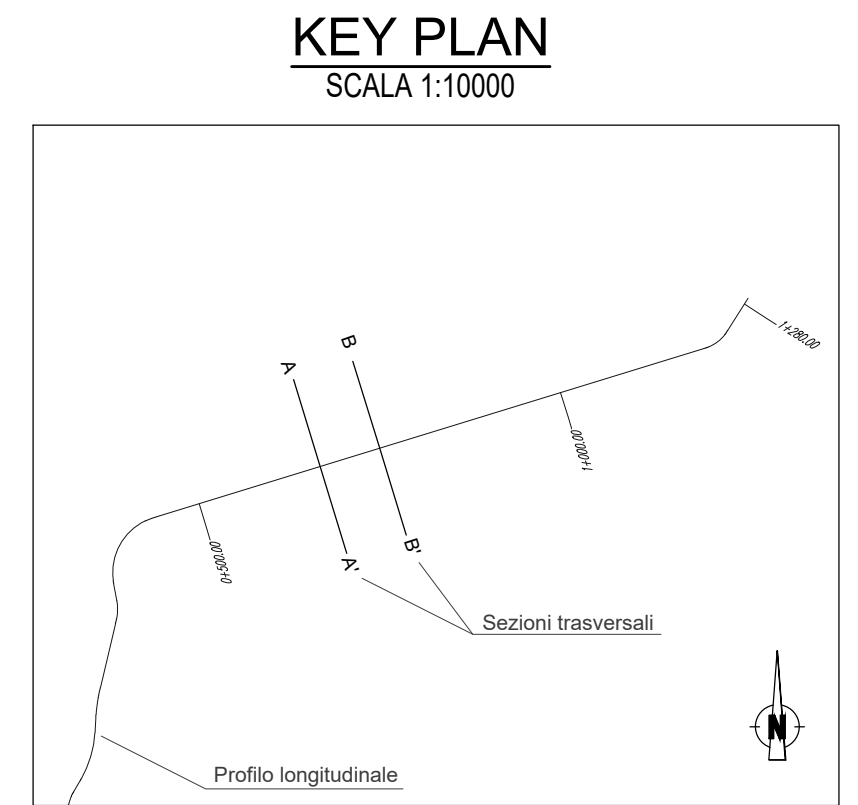 KEY PLAN
SCALA 1:10000
1+280.00
B
A
1+000.00
0+500.00
B'
A'
Sezioni trasversali
N
Profilo longitudinale